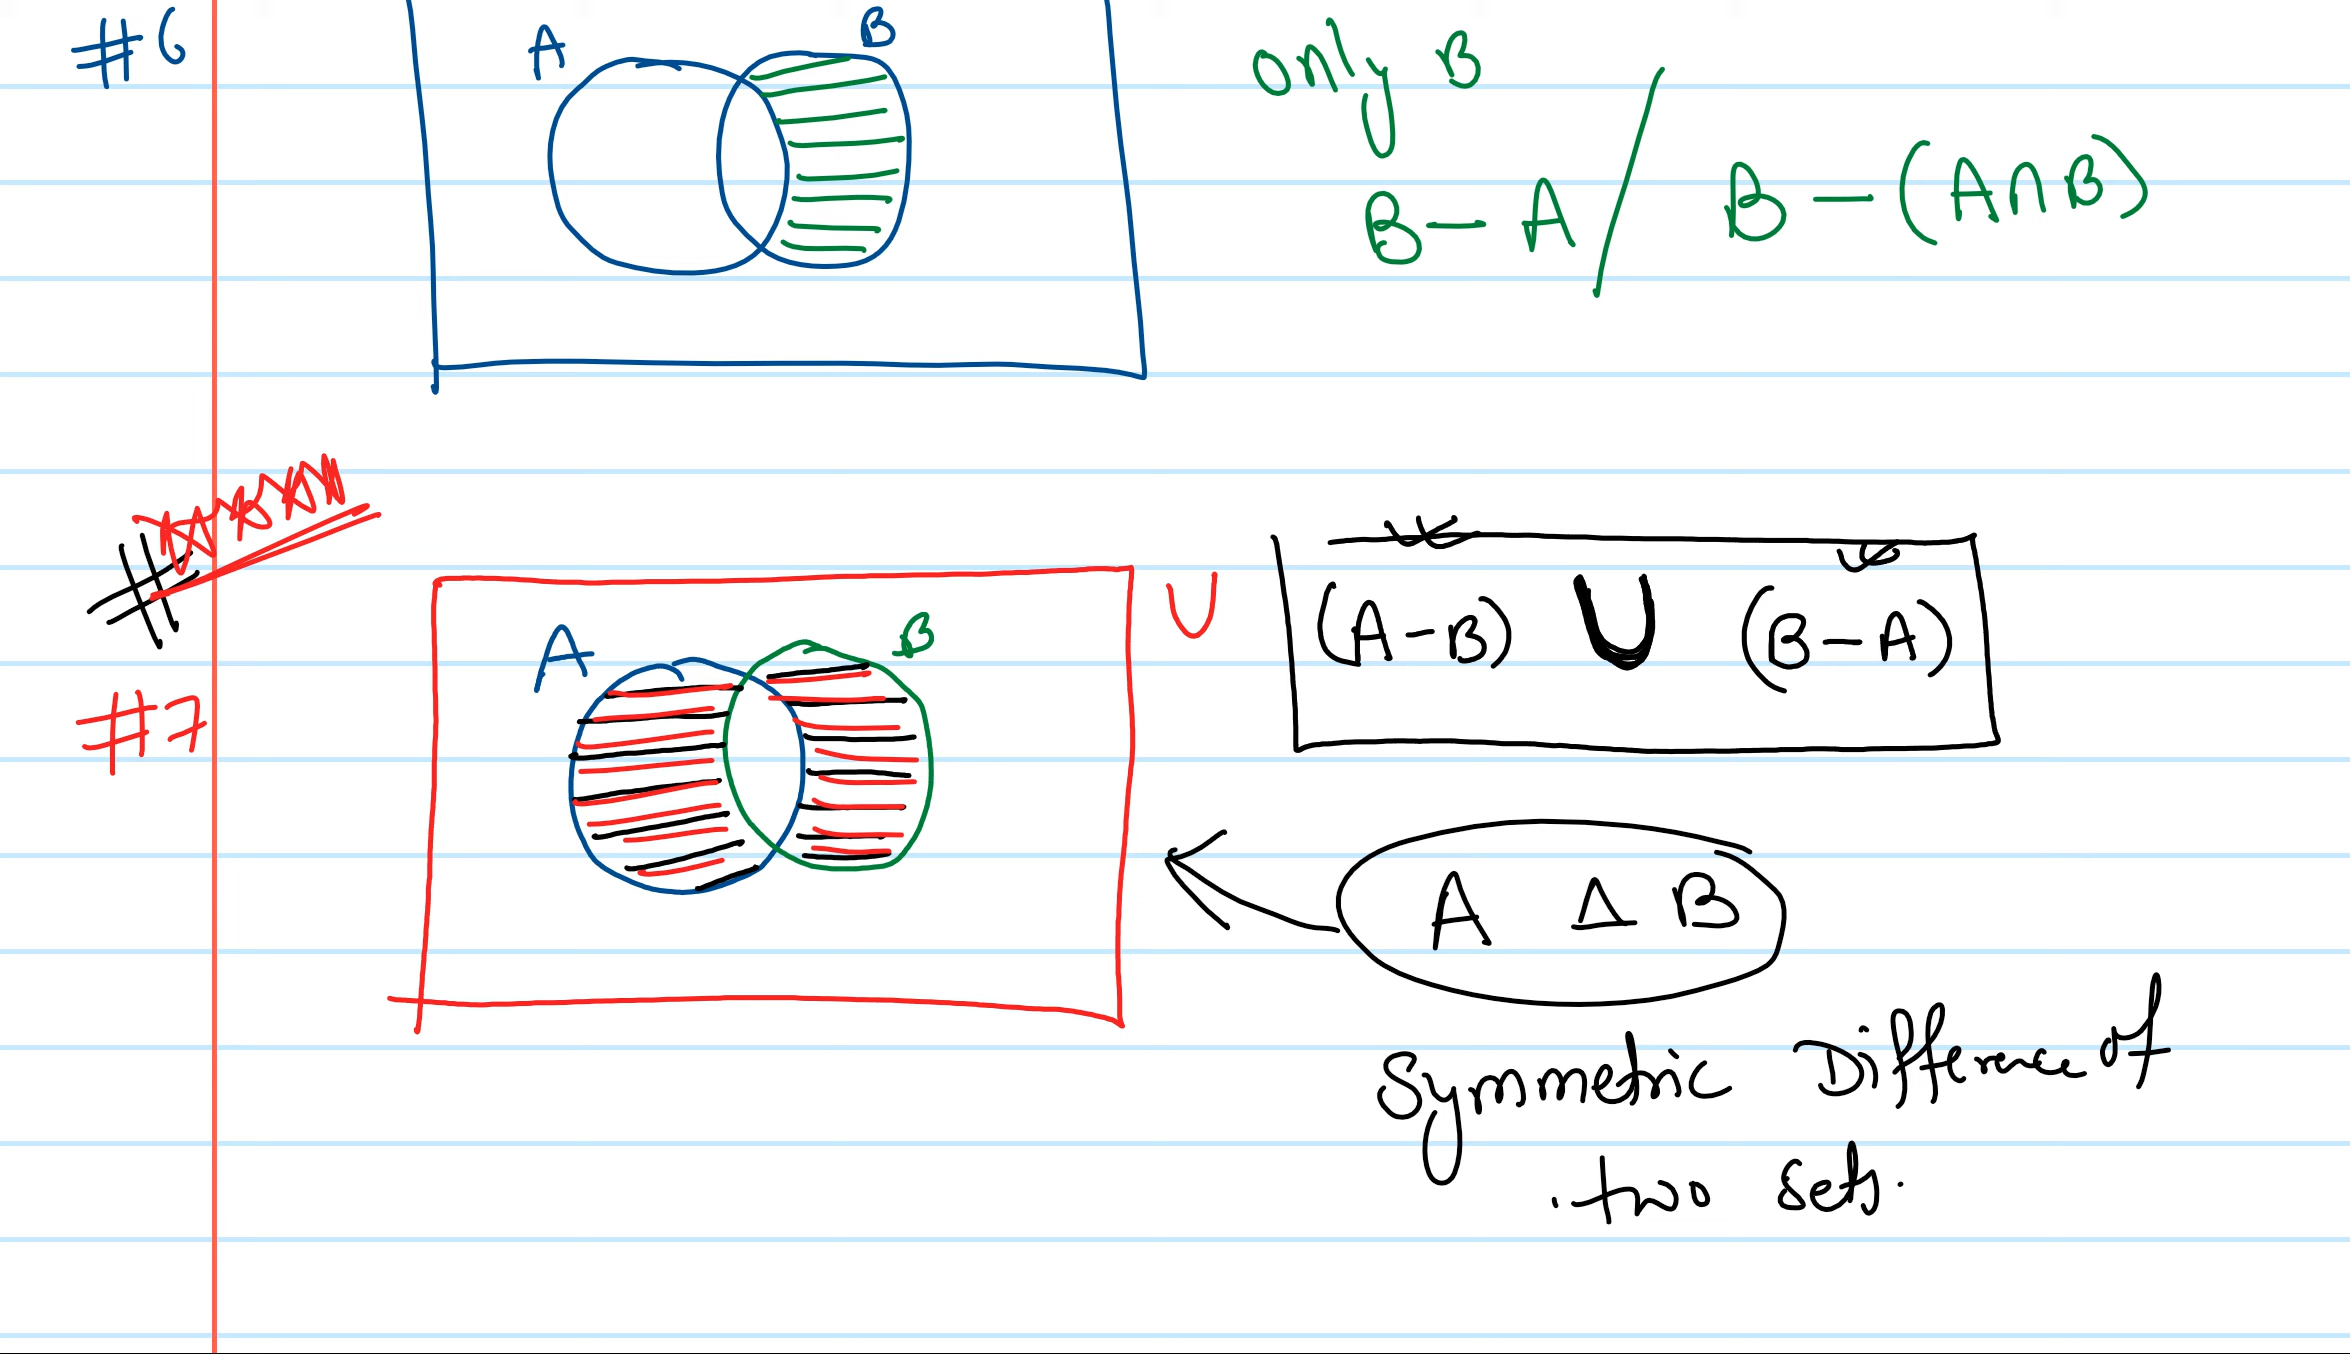 #6
A
B
only B
B - A / B - (A∩B)
#
#7
A
B
U
(A-B) U (B-A)
A Δ B
Symmetric Difference of
two sets.